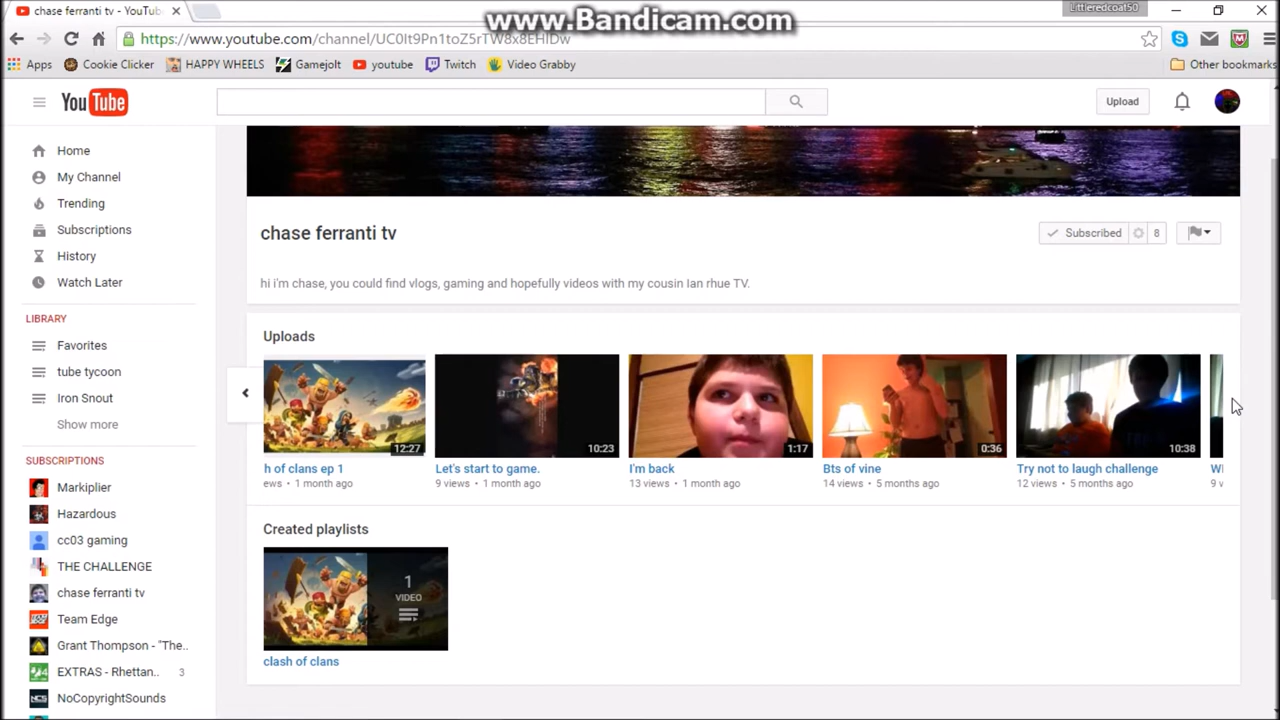 www.Bandicam.com
chase ferranti tv - YouTub
Littleredcoat50
https://www.youtube.com/channel/UC0It9Pn1toZ5rTW8x8EHIDw
Apps Cookie Clicker HAPPY WHEELS Gamejolt youtube Twitch Video Grabby Other bookmarks
YouTube
Upload
Home
My Channel
Trending
Subscriptions
History
Watch Later
LIBRARY
Favorites
tube tycoon
Iron Snout
Show more
SUBSCRIPTIONS
Markiplier
Hazardous
cc03 gaming
THE CHALLENGE
chase ferranti tv
Team Edge
Grant Thompson - "The..
EXTRAS - Rhettan.. 3
NoCopyrightSounds
chase ferranti tv
Subscribed 8
hi i'm chase, you could find vlogs, gaming and hopefully videos with my cousin Ian rhue TV.
Uploads
12:27 10:23 1:17 0:36 10:38
h of clans ep 1 Let's start to game. I'm back Bts of vine Try not to laugh challenge
ews • 1 month ago 9 views • 1 month ago 13 views • 1 month ago 14 views • 5 months ago 12 views • 5 months ago 9 v
Created playlists
1
VIDEO
clash of clans